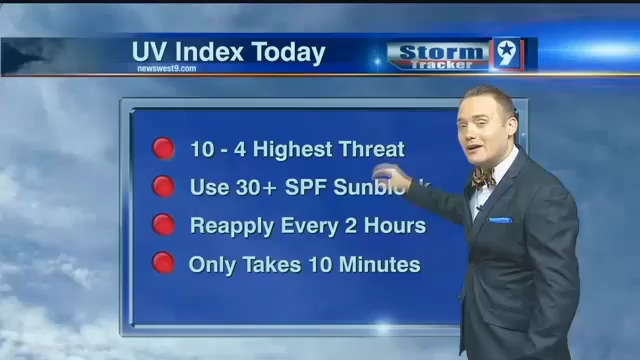 UV Index Today
newswest9.com
Storm
Tracker
9
10 - 4 Highest Threat
Use 30+ SPF Sunblock
Reapply Every 2 Hours
Only Takes 10 Minutes